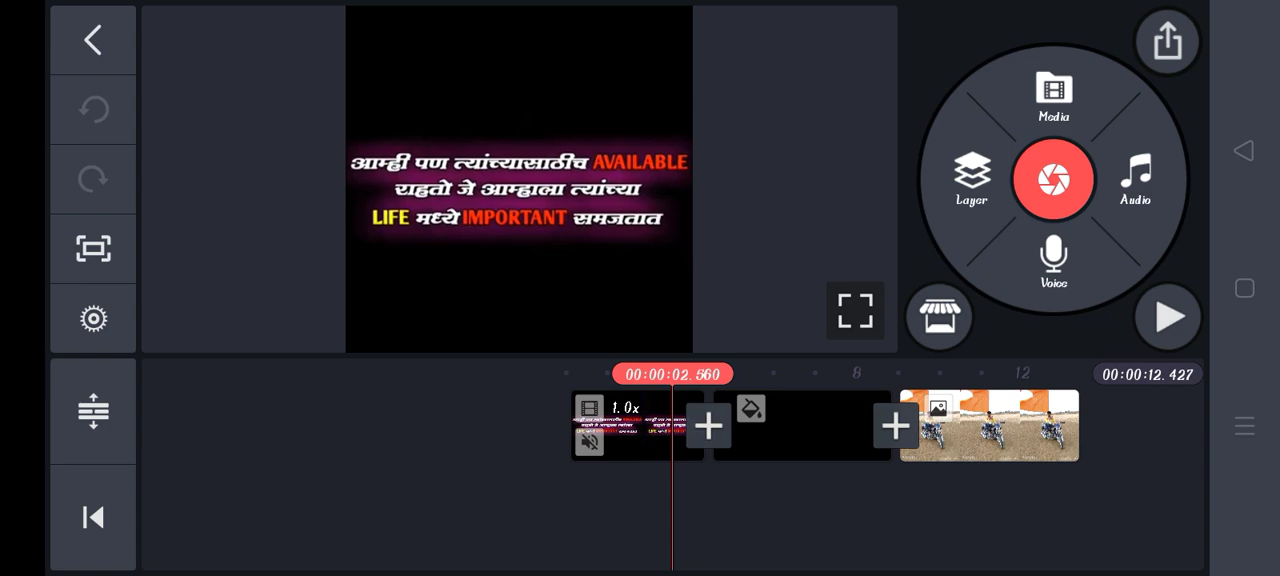 Media
आम्ही पण त्यांच्यासाठीच AVAILABLE
राहतो जे आम्हाला त्यांच्या
LIFE मध्ये IMPORTANT समजतात
Layer
Audio
Voice
00:00:02.560
8
12
00:00:12.427
1.0x